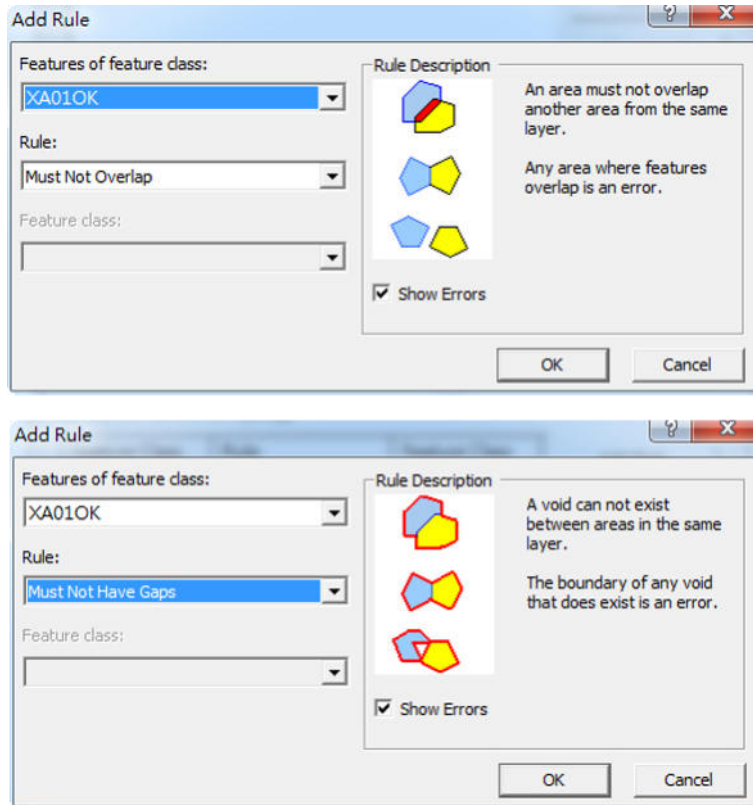 Add Rule
Features of feature class:
XA01OK
Rule:
Must Not Overlap
Feature class:
Rule Description
An area must not overlap
another area from the same
layer.
Any area where features
overlap is an error.
Show Errors
OK
Cancel
Add Rule
Features of feature class:
XA01OK
Rule:
Must Not Have Gaps
Feature class:
Rule Description
A void can not exist
between areas in the same
layer.
The boundary of any void
that does exist is an error.
Show Errors
OK
Cancel